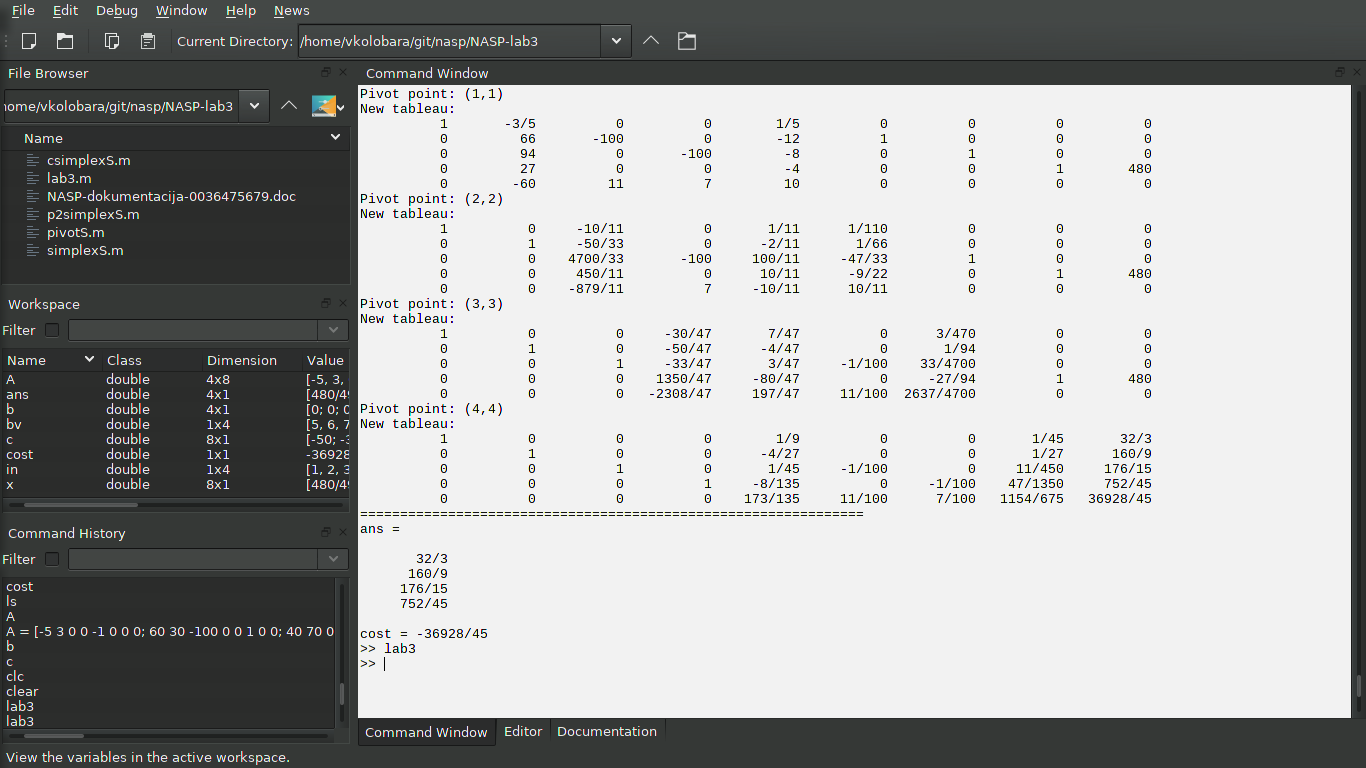 File Edit Debug Window Help News
Current Directory: /home/vkolobara/git/nasp/NASP-lab3
File Browser
home/vkolobara/git/nasp/NASP-lab3
Name
csimplexS.m
lab3.m
NASP-dokumentacija-0036475679.doc
p2simplexS.m
pivotS.m
simplexS.m
Workspace
Filter
Name Class Dimension Value
A double 4x8 [-5, 3,
ans double 4x1 [480/49
b double 4x1 [0; 0; 0
bv double 1x4 [5, 6, 7
c double 8x1 [-50; -3
cost double 1x1 -36928
in double 1x4 [1, 2, 3
x double 8x1 [480/49
Command History
Filter
cost
ls
A
A = [-5 3 0 0 -1 0 0 0; 60 30 -100 0 0 1 0 0; 40 70 0
b
c
clc
clear
lab3
lab3
Command Window
Pivot point: (1,1)
New tableau:
1 -3/5 0 0 1/5 0 0 0 0
0 66 -100 0 -12 1 0 0 0
0 94 0 -100 -8 0 1 0 0
0 27 0 0 -4 0 0 1 480
0 -60 11 7 10 0 0 0 0
Pivot point: (2,2)
New tableau:
1 0 -10/11 0 1/11 1/110 0 0 0
0 1 -50/33 0 -2/11 1/66 0 0 0
0 0 4700/33 -100 100/11 -47/33 1 0 0
0 0 450/11 0 10/11 -9/22 0 1 480
0 0 -879/11 7 -10/11 10/11 0 0 0
Pivot point: (3,3)
New tableau:
1 0 0 -30/47 7/47 0 3/470 0 0
0 1 0 -50/47 -4/47 0 1/94 0 0
0 0 1 -33/47 3/47 -1/100 33/4700 0 0
0 0 0 1350/47 -80/47 0 -27/94 1 480
0 0 0 -2308/47 197/47 11/100 2637/4700 0 0
Pivot point: (4,4)
New tableau:
1 0 0 0 1/9 0 0 1/45 32/3
0 1 0 0 -4/27 0 0 1/27 160/9
0 0 1 0 1/45 -1/100 0 11/450 176/15
0 0 0 1 -8/135 0 -1/100 47/1350 752/45
0 0 0 0 173/135 11/100 7/100 1154/675 36928/45
===============================================================
ans =
32/3
160/9
176/15
752/45
cost = -36928/45
>> lab3
>>
Command Window Editor Documentation
View the variables in the active workspace.